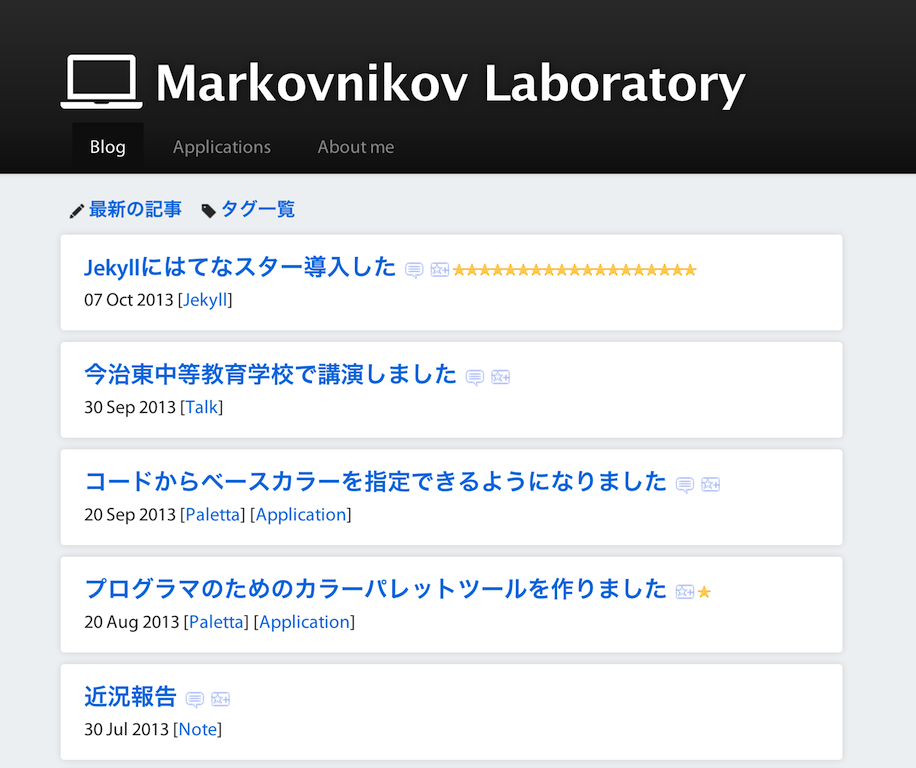 Markovnikov Laboratory
Blog Applications About me
最新の記事 タグ一覧
Jekyllにはてなスター導入した
07 Oct 2013 [Jekyll]
今治東中等教育学校で講演しました
30 Sep 2013 [Talk]
コードからベースカラーを指定できるようになりました
20 Sep 2013 [Paletta] [Application]
プログラマのためのカラーパレットツールを作りました
20 Aug 2013 [Paletta] [Application]
近況報告
30 Jul 2013 [Note]